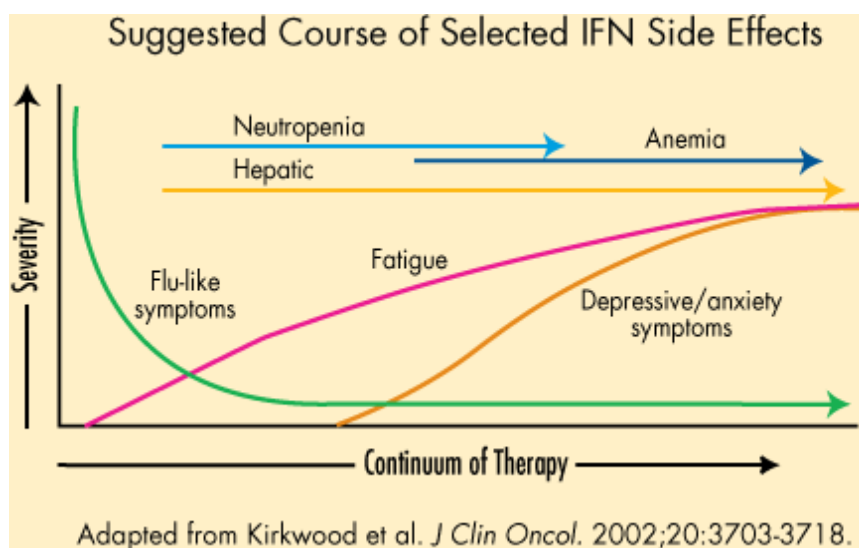 Suggested Course of Selected IFN Side Effects
Neutropenia
Anemia
Hepatic
Severity
Flu-like
symptoms
Fatigue
Depressive/anxiety
symptoms
Continuum of Therapy
Adapted from Kirkwood et al. J Clin Oncol. 2002;20:3703-3718.